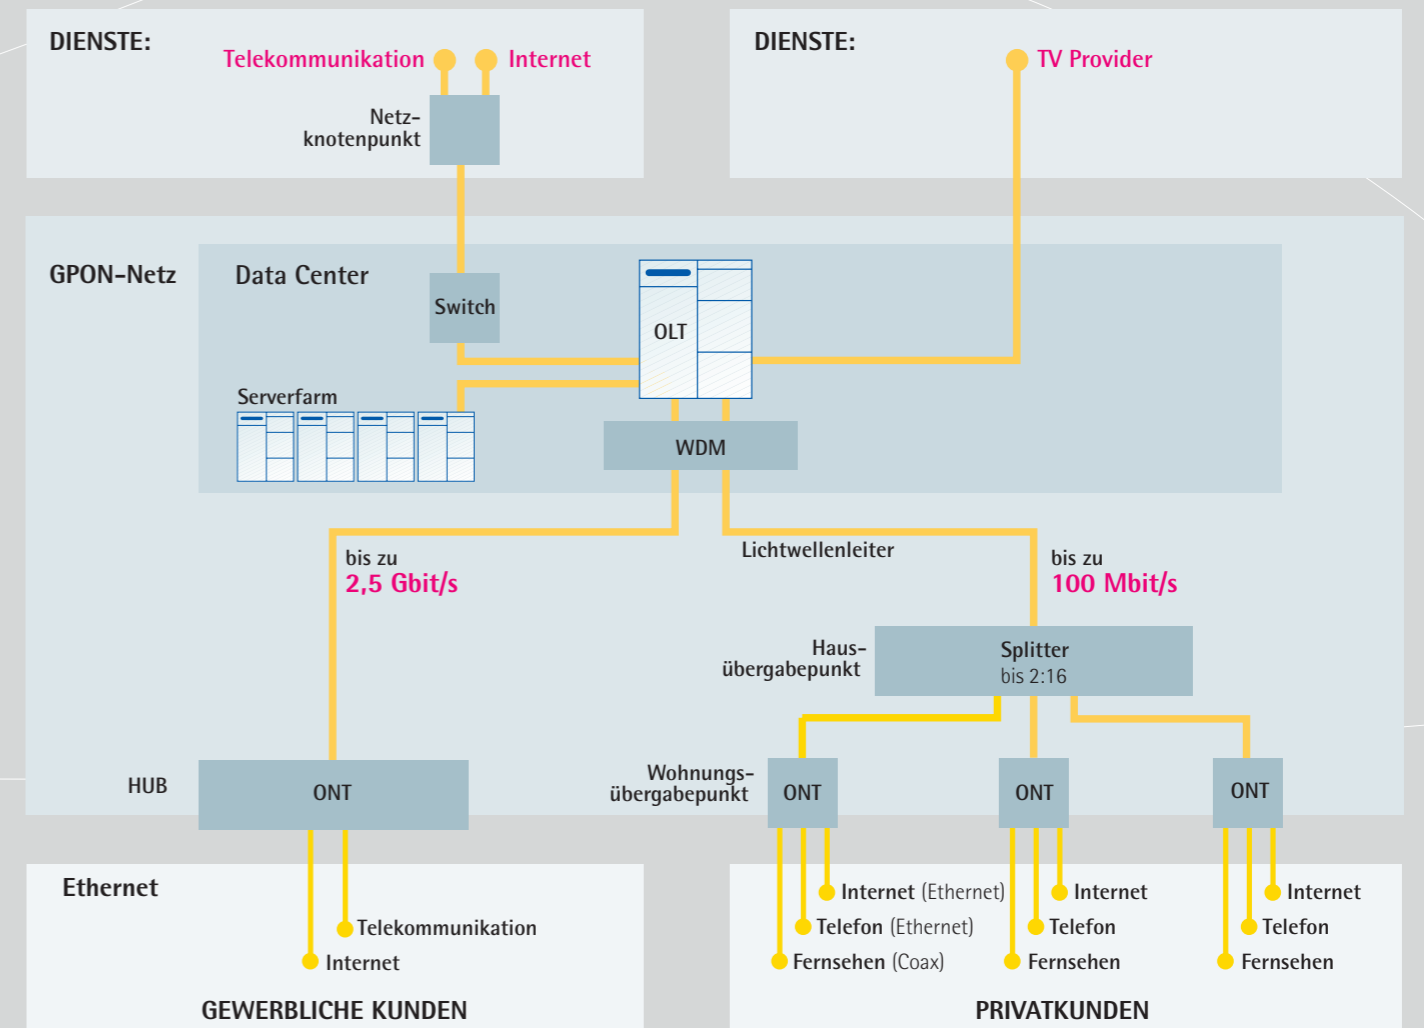 DIENSTE:
Telekommunikation
Internet
Netz-
knotenpunkt
DIENSTE:
TV Provider
GPON-Netz
Data Center
Switch
OLT
Serverfarm
WDM
bis zu
2,5 Gbit/s
Lichtwellenleiter
bis zu
100 Mbit/s
Haus-
übergabepunkt
Splitter
bis 2:16
HUB
ONT
Wohnungs-
übergabepunkt
ONT
ONT
ONT
Ethernet
Telekommunikation
Internet
GEWERBLICHE KUNDEN
Internet (Ethernet)
Telefon (Ethernet)
Fernsehen (Coax)
Internet
Telefon
Fernsehen
Internet
Telefon
Fernsehen
PRIVATKUNDEN